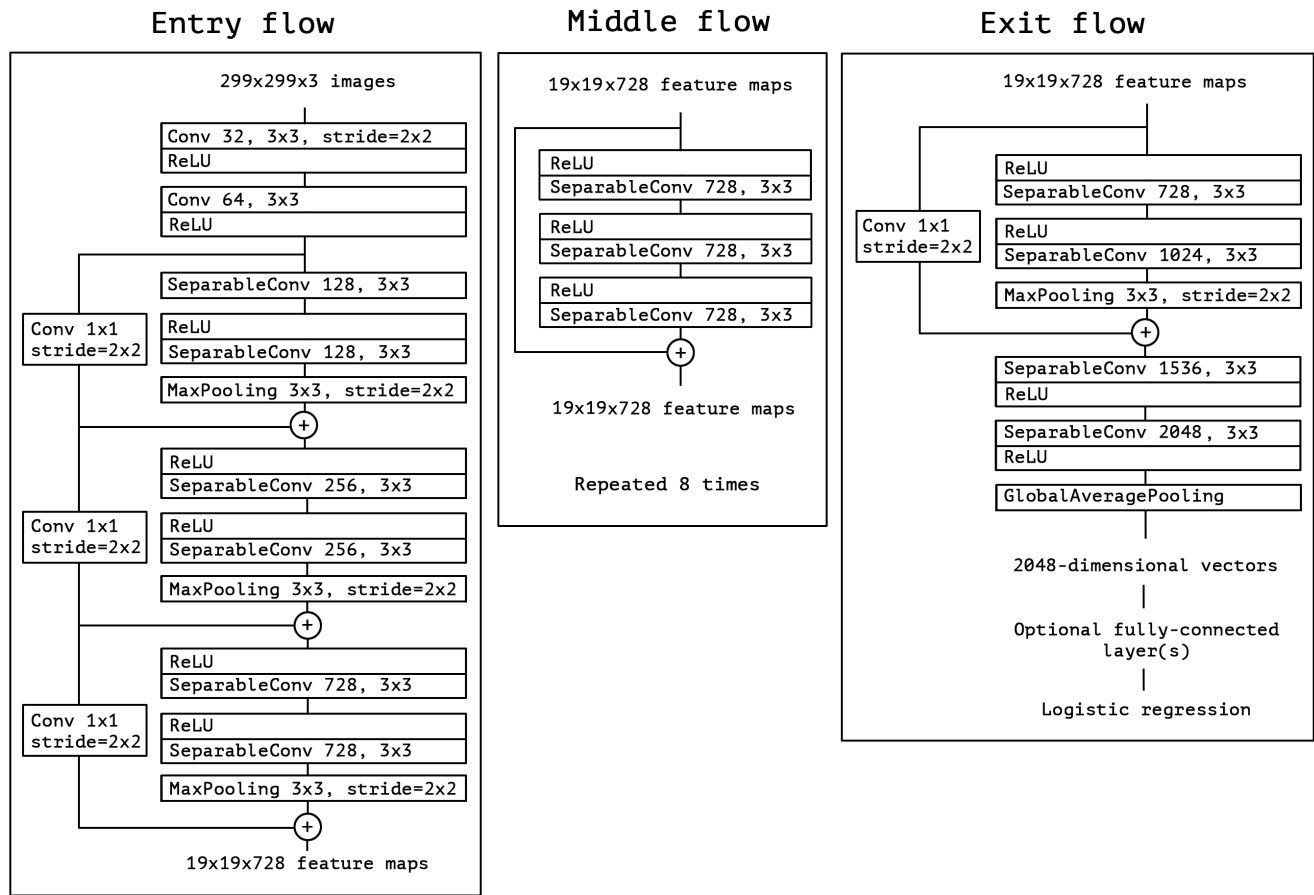 Entry flow
299x299x3 images
Conv 32, 3x3, stride=2x2
ReLU
Conv 64, 3x3
ReLU
SeparableConv 128, 3x3
Conv 1x1
stride=2x2
ReLU
SeparableConv 128, 3x3
MaxPooling 3x3, stride=2x2
+
ReLU
SeparableConv 256, 3x3
Conv 1x1
stride=2x2
ReLU
SeparableConv 256, 3x3
MaxPooling 3x3, stride=2x2
+
ReLU
SeparableConv 728, 3x3
Conv 1x1
stride=2x2
ReLU
SeparableConv 728, 3x3
MaxPooling 3x3, stride=2x2
+
19x19x728 feature maps
Middle flow
19x19x728 feature maps
ReLU
SeparableConv 728, 3x3
ReLU
SeparableConv 728, 3x3
ReLU
SeparableConv 728, 3x3
+
19x19x728 feature maps
Repeated 8 times
Exit flow
19x19x728 feature maps
ReLU
SeparableConv 728, 3x3
Conv 1x1
stride=2x2
ReLU
SeparableConv 1024, 3x3
MaxPooling 3x3, stride=2x2
+
SeparableConv 1536, 3x3
ReLU
SeparableConv 2048, 3x3
ReLU
GlobalAveragePooling
2048-dimensional vectors
Optional fully-connected
layer(s)
Logistic regression